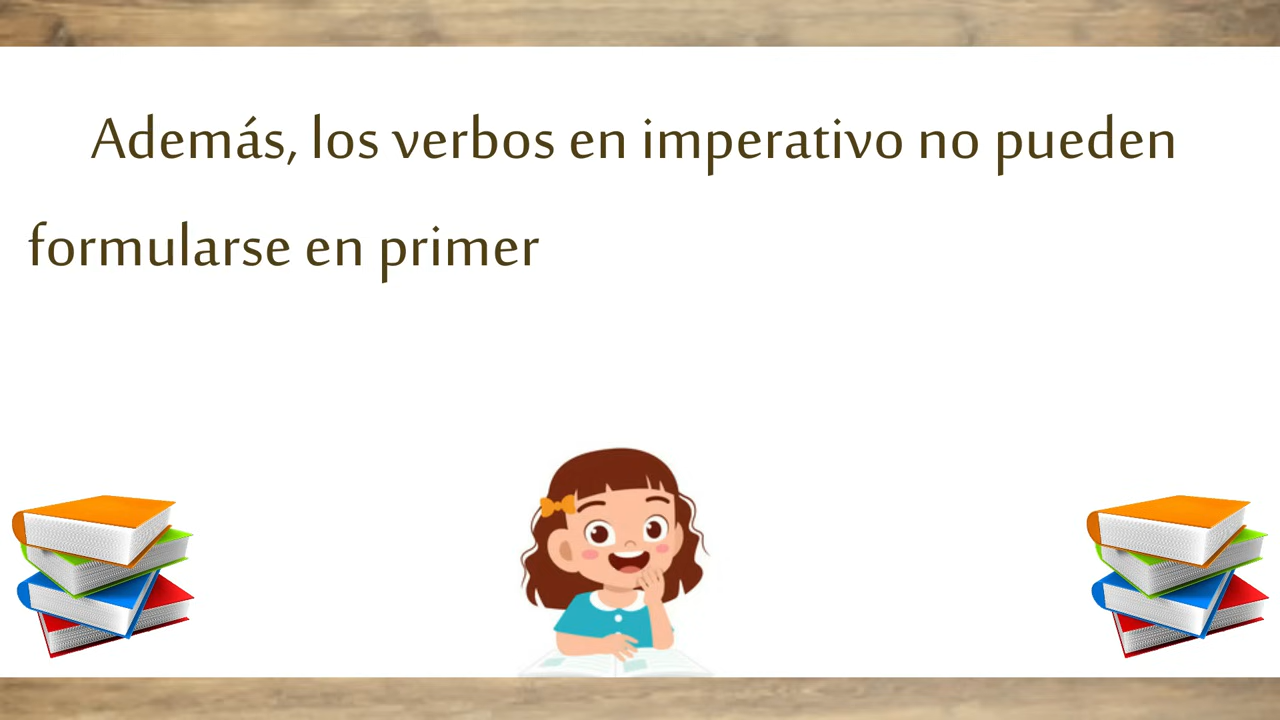 Además, los verbos en imperativo no pueden
formularse en primer